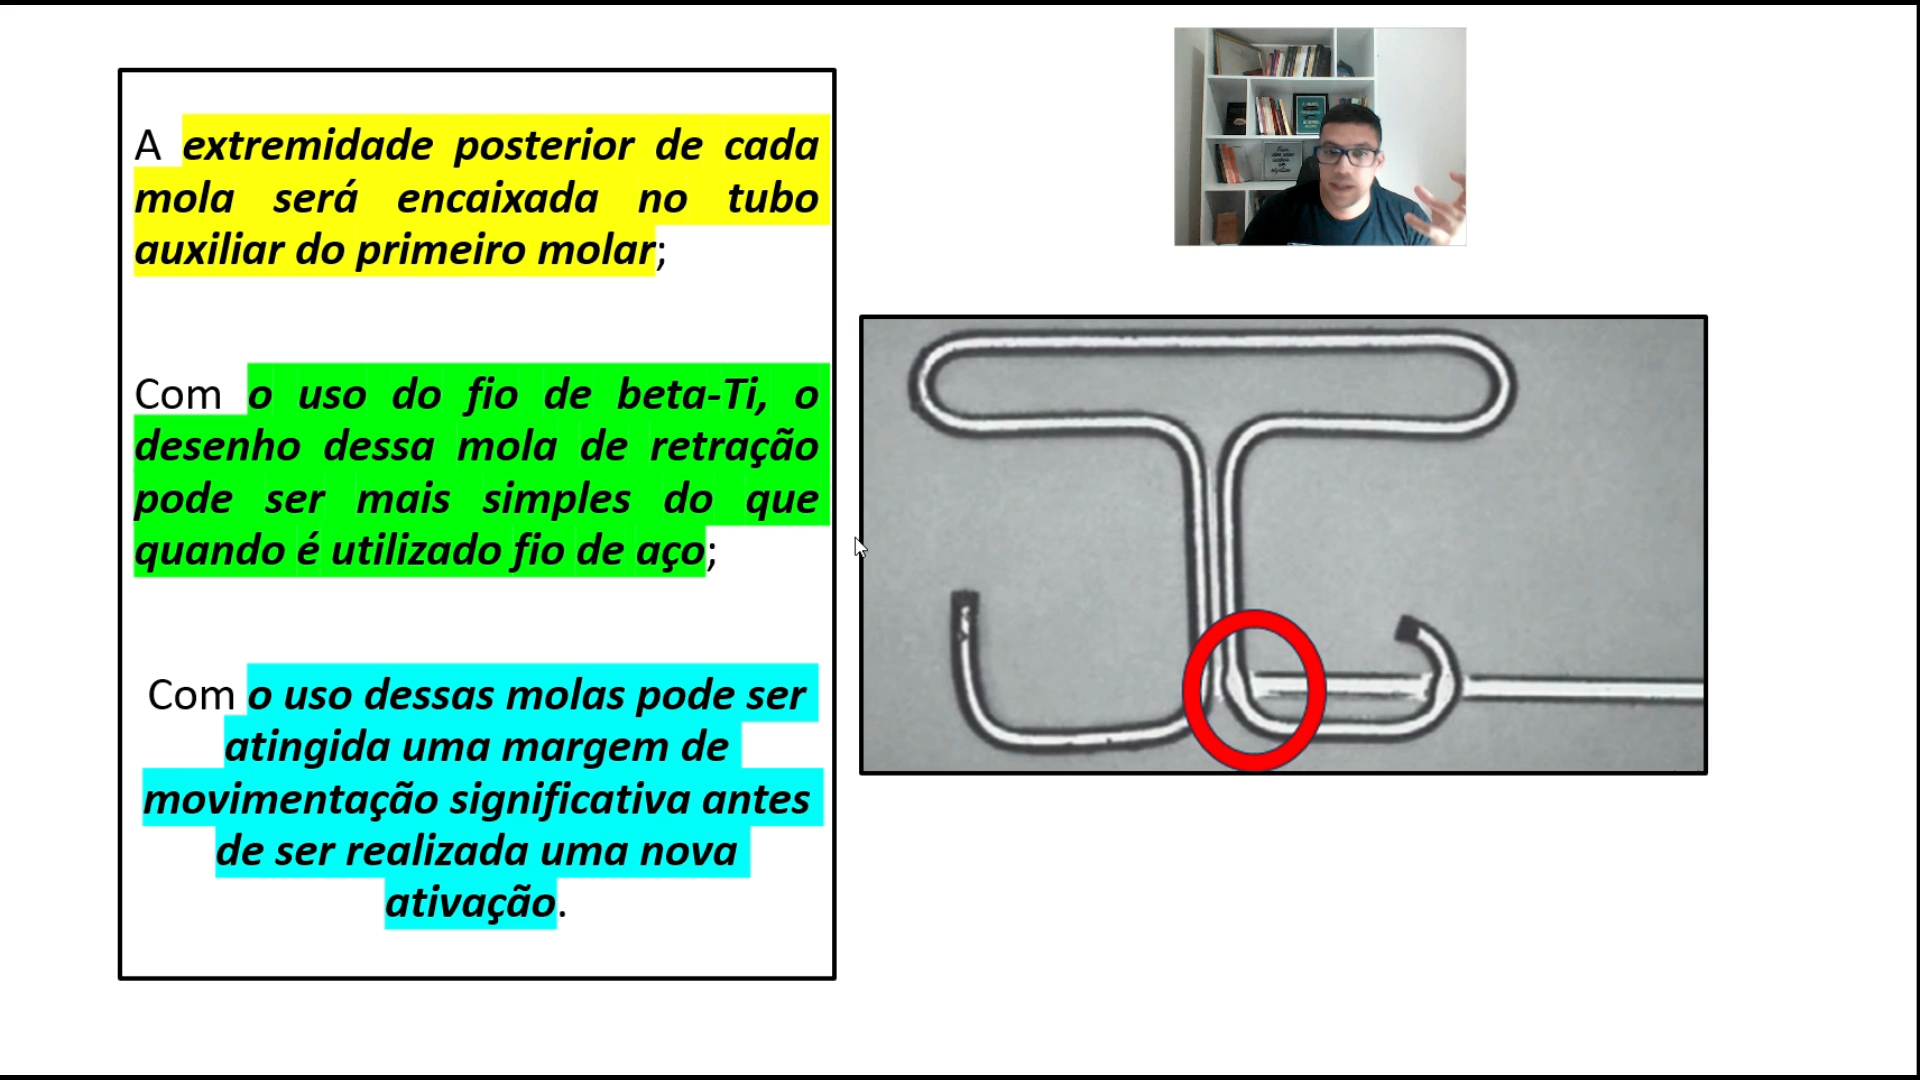 A extremidade posterior de cada
mola será encaixada no tubo
auxiliar do primeiro molar;
Com o uso do fio de beta-Ti, o
desenho dessa mola de retração
pode ser mais simples do que
quando é utilizado fio de aço;
Com o uso dessas molas pode ser
atingida uma margem de
movimentação significativa antes
de ser realizada uma nova
ativação.